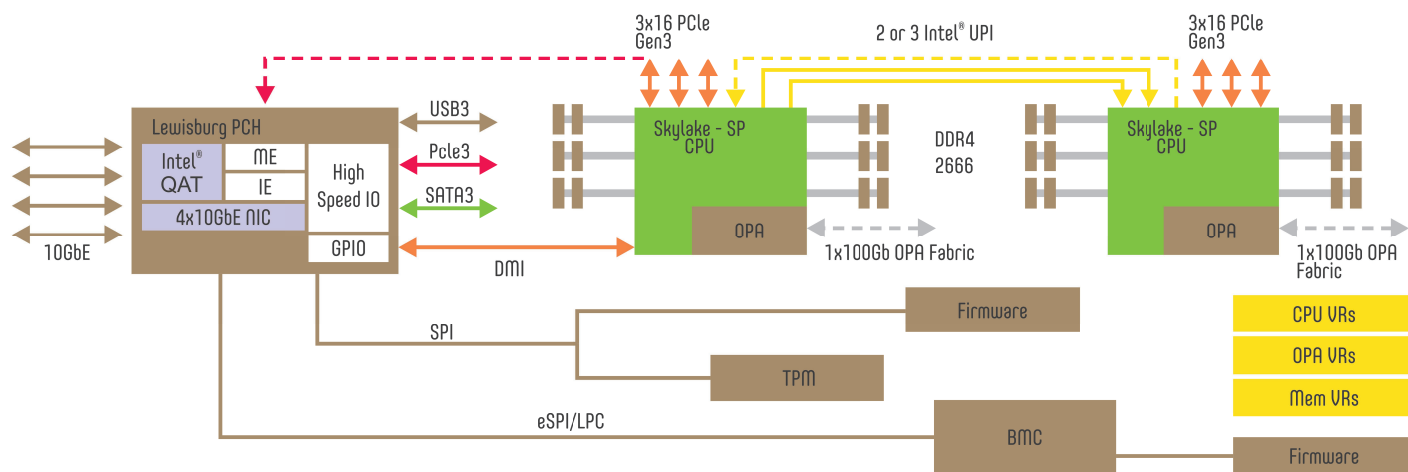 3x16 PCIe
Gen3
2 or 3 Intel® UPI
3x16 PCIe
Gen3
Lewisburg PCH
Intel®
QAT
ME
IE
High
Speed IO
4x10GbE NIC
GPIO
10GbE
USB3
PcIe3
SATA3
DMI
Skylake - SP
CPU
OPA
DDR4
2666
1x100Gb OPA Fabric
Skylake - SP
CPU
OPA
1x100Gb OPA
Fabric
SPI
Firmware
TPM
eSPI/LPC
BMC
CPU VRs
OPA VRs
Mem VRs
Firmware